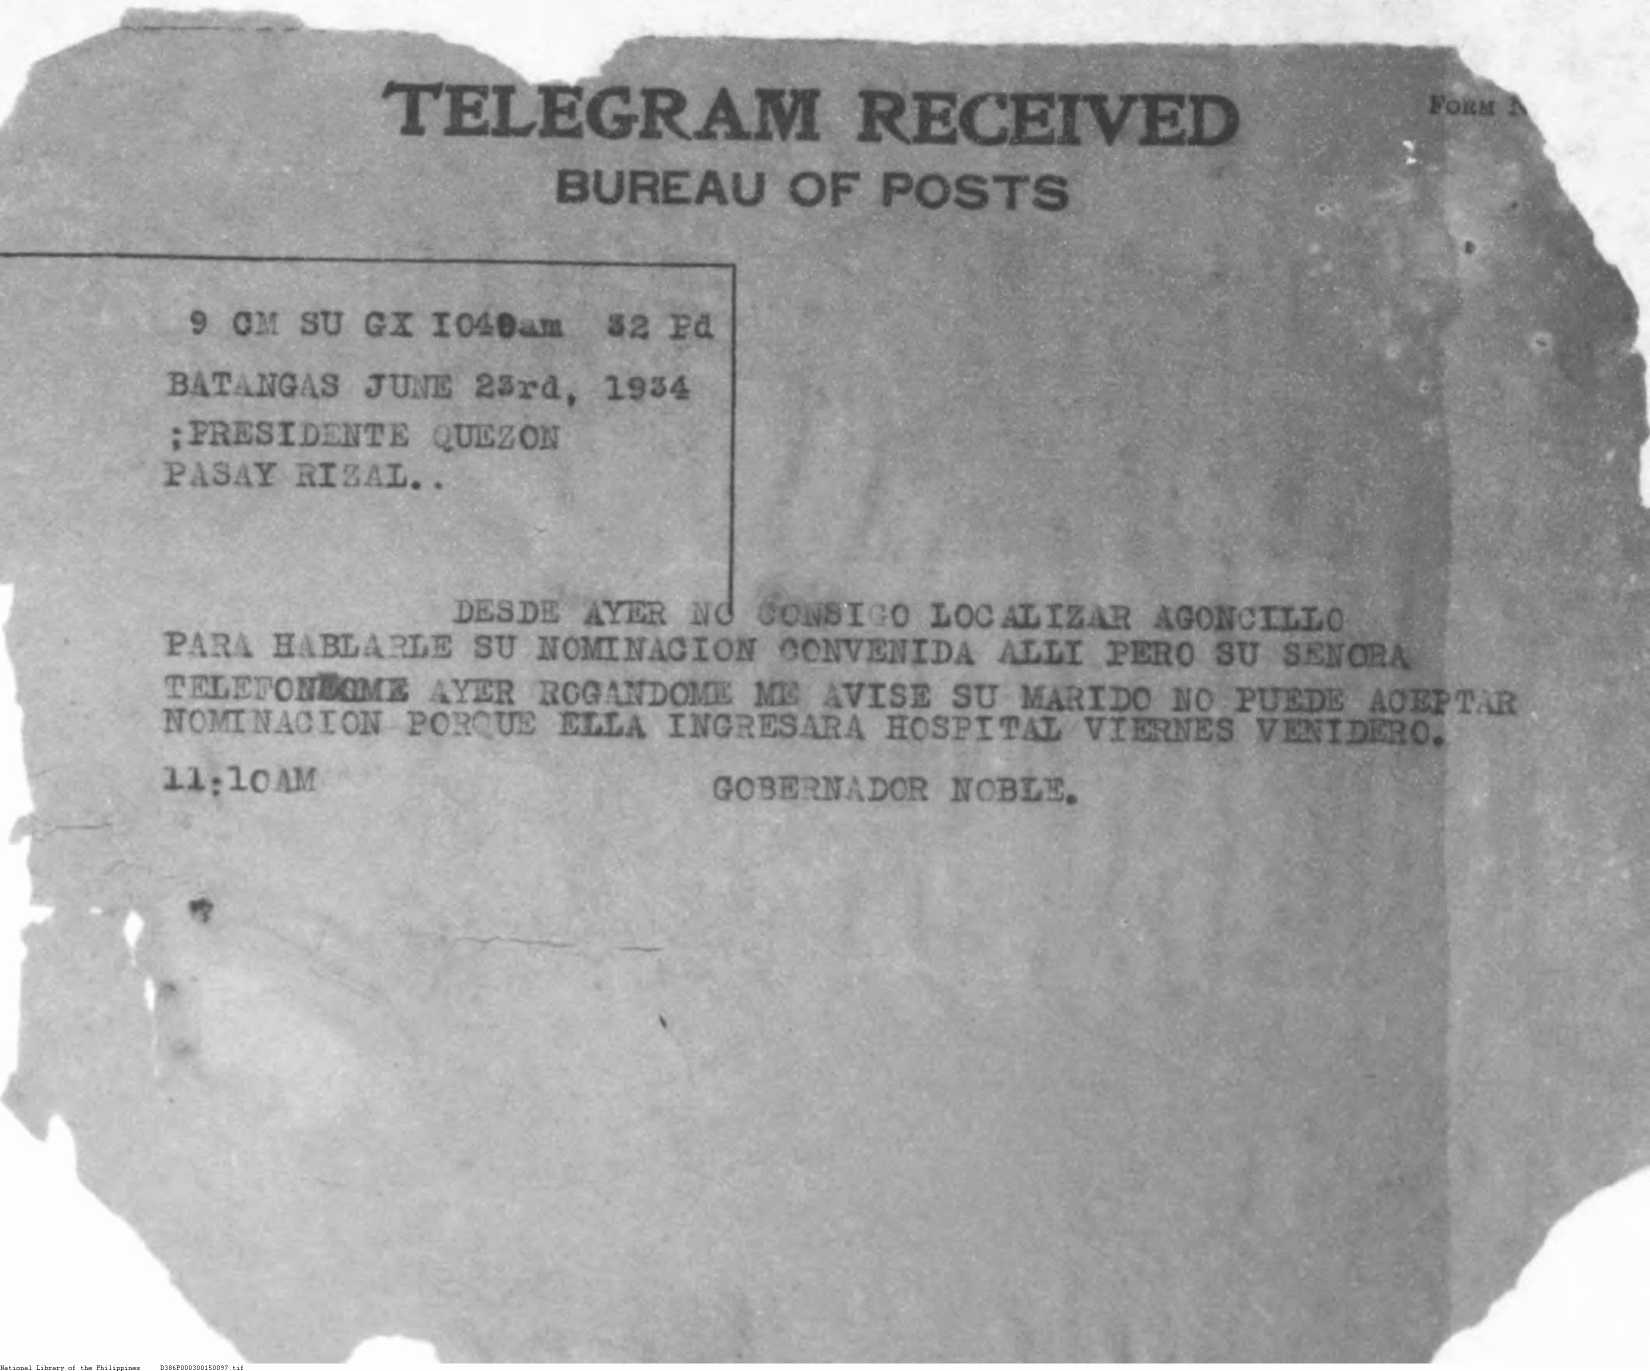 TELEGRAM RECEIVED
FORM
BUREAU OF POSTS
9 CM SU GX I040am 32 Pd
BATANGAS JUNE 23rd, 1934
;PRESIDENTE QUEZON
PASAY RIZAL..
DESDE AYER NO CONSIGO LOCALIZAR AGONCILLO
PARA HABLARLE SU NOMINACION CONVENIDA ALLI PERO SU SENORA
AYER ROGANDOME ME AVISE SU MARIDO NO PUEDE ACEPTAR
NOMINACION PORQUE ELLA INGRESARA HOSPITAL VIERNES VENIDERO.
11:10AM GOBERNADOR NOBLE.
National Library of the Philippines D386P000300150097.tif